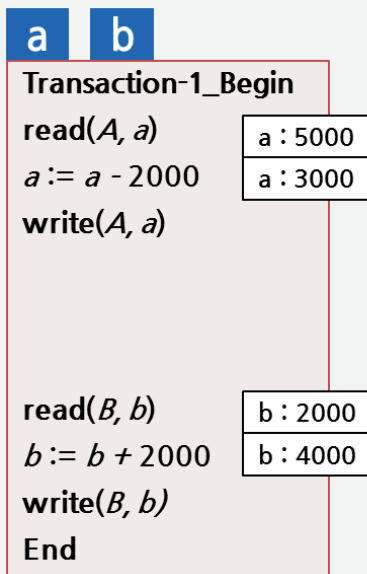 a b
Transaction-1_Begin
read(A, a) a : 5000
a := a - 2000 a : 3000
write(A, a)
read(B, b) b : 2000
b := b + 2000 b : 4000
write(B, b)
End